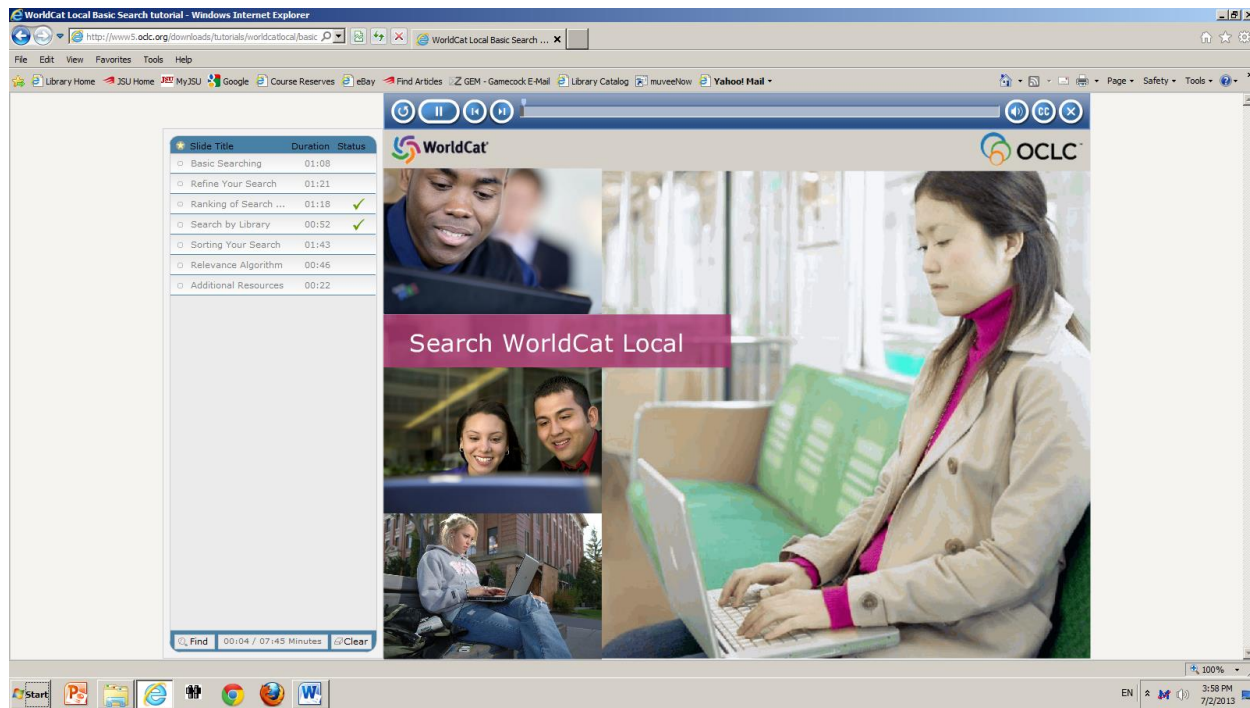 WorldCat Local Basic Search tutorial - Windows Internet Explorer
http://www5.oclc.org/downloads/tutorials/worldcatlocal/basic
WorldCat Local Basic Search ...
File Edit View Favorites Tools Help
Library Home JSU Home MyJSU Google Course Reserves eBay Find Articles GEM - Gamecock E-Mail Library Catalog muveeNow Yahoo! Mail Page Safety Tools
CC
WorldCat
OCLC
Slide Title Duration Status
Basic Searching 01:08
Refine Your Search 01:21
Ranking of Search ... 01:18
Search by Library 00:52
Sorting Your Search 01:43
Relevance Algorithm 00:46
Additional Resources 00:22
Search WorldCat Local
Find 00:04 / 07:45 Minutes Clear
100%
Start EN 3:58 PM
7/2/2013